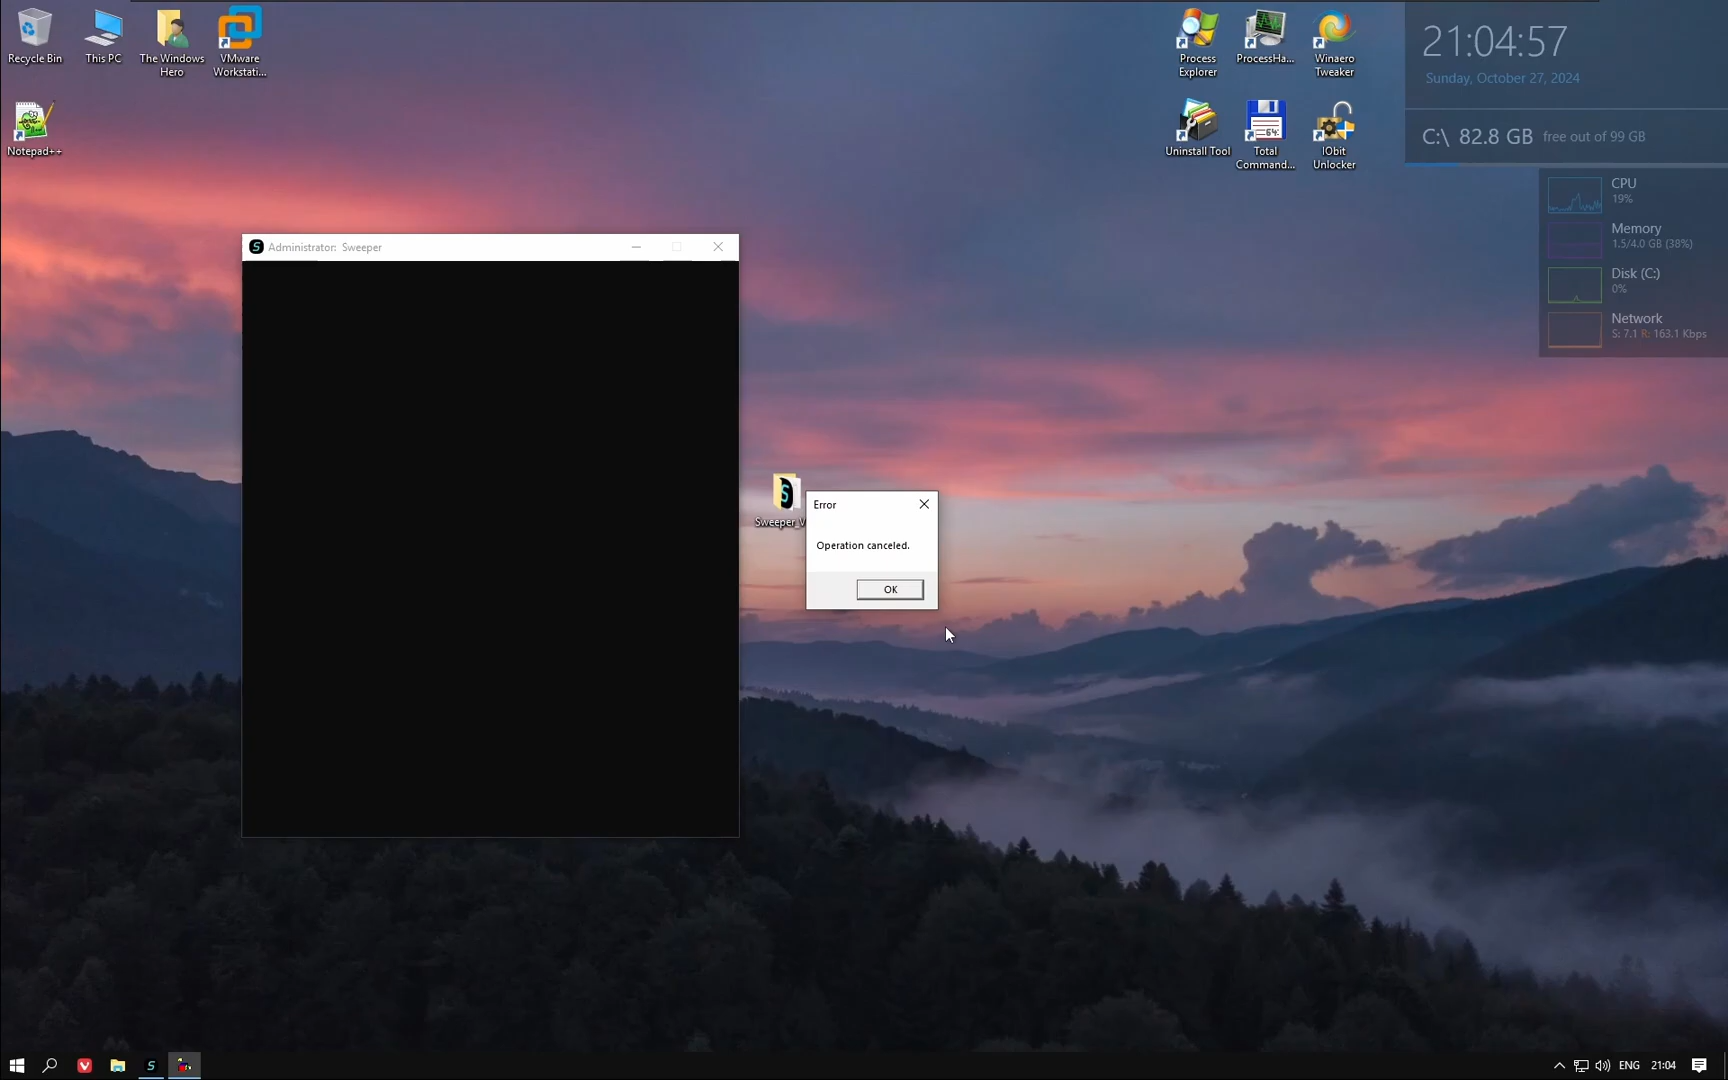 Recycle Bin
This PC
The Windows
Hero
VMware
Workstati...
Notepad++
Process
Explorer
ProcessHa...
Winaero
Tweaker
Uninstall Tool
64
Total
Command...
IObit
Unlocker
21:04:57
Sunday, October 27, 2024
C:\ 82.8 GB free out of 99 GB
CPU
19%
Memory
1.5/4.0 GB (38%)
Disk (C:)
0%
Network
S: 7.1 R: 163.1 Kbps
S Administrator: Sweeper
S
Sweeper_V
Error
Operation canceled.
OK
S
ENG
21:04